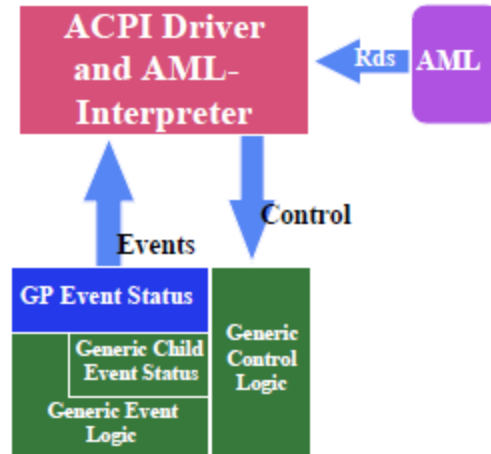 ACPI Driver
and AML-
Interpreter
Rds
AML
Control
Events
GP Event Status
Generic Child
Event Status
Generic Event
Logic
Generic
Control
Logic